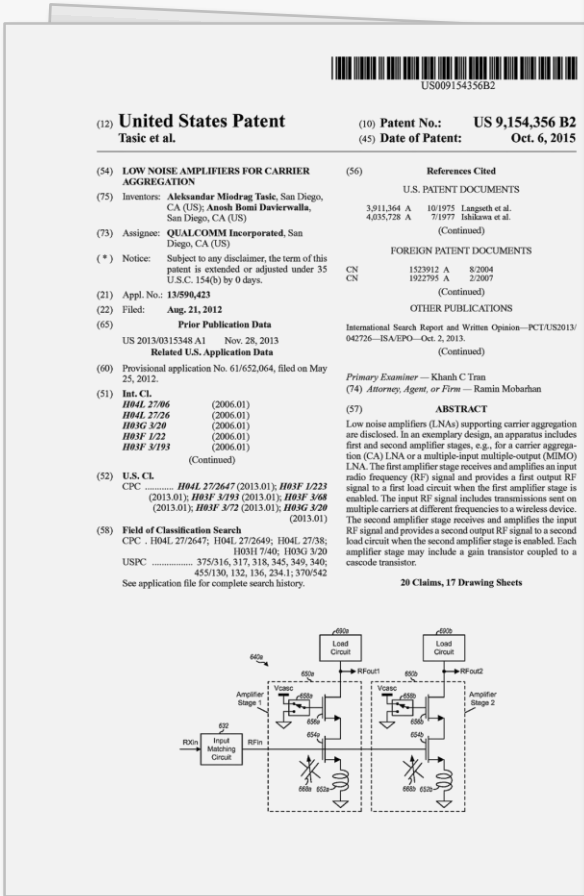 US009154356B2
(12) United States Patent
Tasic et al.
(10) Patent No.: US 9,154,356 B2
(45) Date of Patent: Oct. 6, 2015
(54) LOW NOISE AMPLIFIERS FOR CARRIER
AGGREGATION
(75) Inventors: Aleksandar Miodrag Tasic, San Diego,
CA (US); Anosh Bomi Davierwalla,
San Diego, CA (US)
(73) Assignee: QUALCOMM Incorporated, San
Diego, CA (US)
( * ) Notice: Subject to any disclaimer, the term of this
patent is extended or adjusted under 35
U.S.C. 154(b) by 0 days.
(21) Appl. No.: 13/590,423
(22) Filed: Aug. 21, 2012
(65) Prior Publication Data
US 2013/0315348 A1 Nov. 28, 2013
Related U.S. Application Data
(60) Provisional application No. 61/652,064, filed on May
25, 2012.
(51) Int. Cl.
H04L 27/06 (2006.01)
H04L 27/26 (2006.01)
H03G 3/20 (2006.01)
H03F 1/22 (2006.01)
H03F 3/193 (2006.01)
(Continued)
(52) U.S. Cl.
CPC .......... H04L 27/2647 (2013.01); H03F 1/223
(2013.01); H03F 3/193 (2013.01); H03F 3/68
(2013.01); H03F 3/72 (2013.01); H03G 3/20
(2013.01)
(58) Field of Classification Search
CPC . H04L 27/2647; H04L 27/2649; H04L 27/38;
H03H 7/40; H03G 3/20
USPC ................. 375/316, 317, 318, 345, 349, 340;
455/130, 132, 136, 234.1; 370/542
See application file for complete search history.
(56) References Cited
U.S. PATENT DOCUMENTS
3,911,364 A 10/1975 Langseth et al.
4,035,728 A 7/1977 Ishikawa et al.
(Continued)
FOREIGN PATENT DOCUMENTS
CN 1523912 A 8/2004
CN 1922795 A 2/2007
(Continued)
OTHER PUBLICATIONS
International Search Report and Written Opinion—PCT/US2013/
042726—ISA/EPO—Oct. 2, 2013.
(Continued)
Primary Examiner — Khanh C Tran
(74) Attorney, Agent, or Firm — Ramin Mobarhan
(57) ABSTRACT
Low noise amplifiers (LNAs) supporting carrier aggregation
are disclosed. In an exemplary design, an apparatus includes
first and second amplifier stages, e.g., for a carrier aggrega-
tion (CA) LNA or a multiple-input multiple-output (MIMO)
LNA. The first amplifier stage receives and amplifies an input
radio frequency (RF) signal and provides a first output RF
signal to a first load circuit when the first amplifier stage is
enabled. The input RF signal includes transmissions sent on
multiple carriers at different frequencies to a wireless device.
The second amplifier stage receives and amplifies the input
RF signal and provides a second output RF signal to a second
load circuit when the second amplifier stage is enabled. Each
amplifier stage may include a gain transistor coupled to a
cascode transistor.
20 Claims, 17 Drawing Sheets
690a 690b
Load
Circuit
Load
Circuit
640a
RFout1 RFout2
650a 650b
Amplifier
Stage 1
Vcasc
658a
656a
Vcasc
658b
656b
Amplifier
Stage 2
632
RXin
Input
Matching
Circuit
RFin
654a
654b
668a 652a
668b 652b